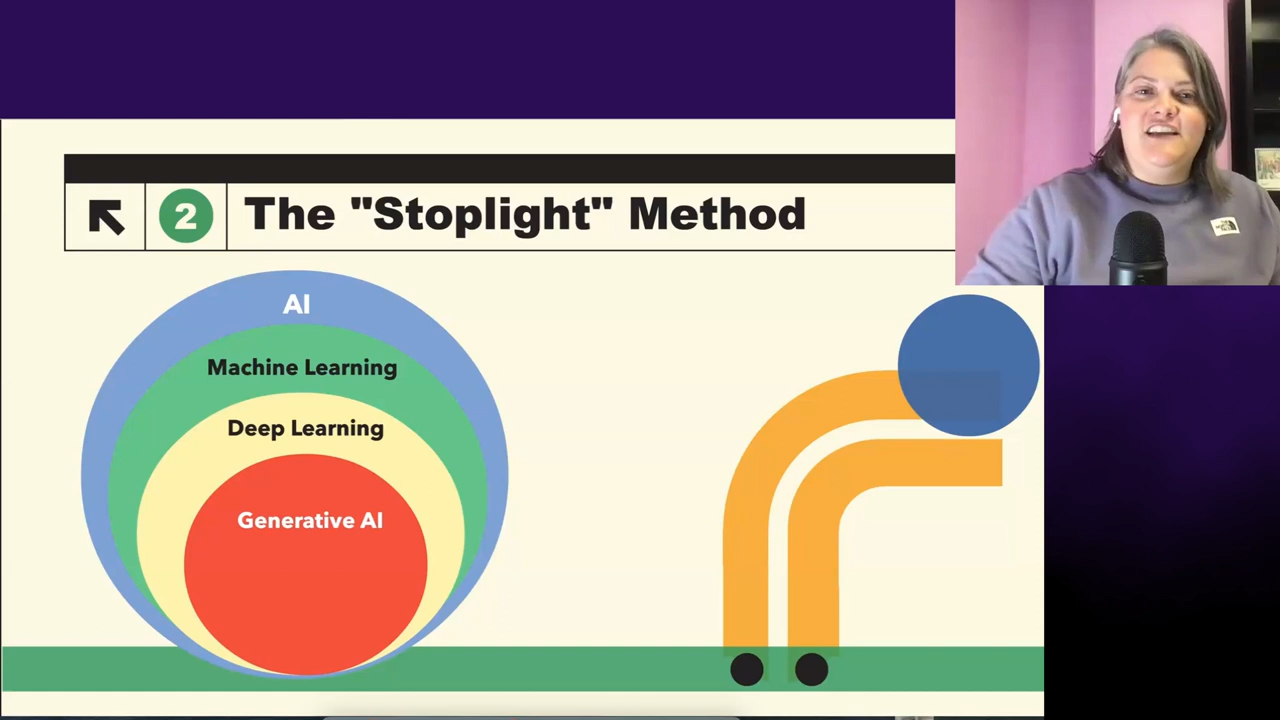 2
The "Stoplight" Method
AI
Machine Learning
Deep Learning
Generative AI